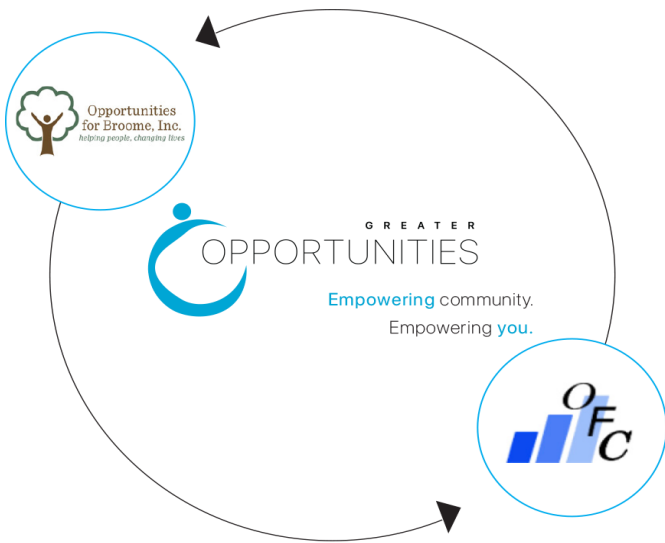 Opportunities
for Broome, Inc.
helping people, changing lives
GREATER
OPPORTUNITIES
Empowering community.
Empowering you.
OFC